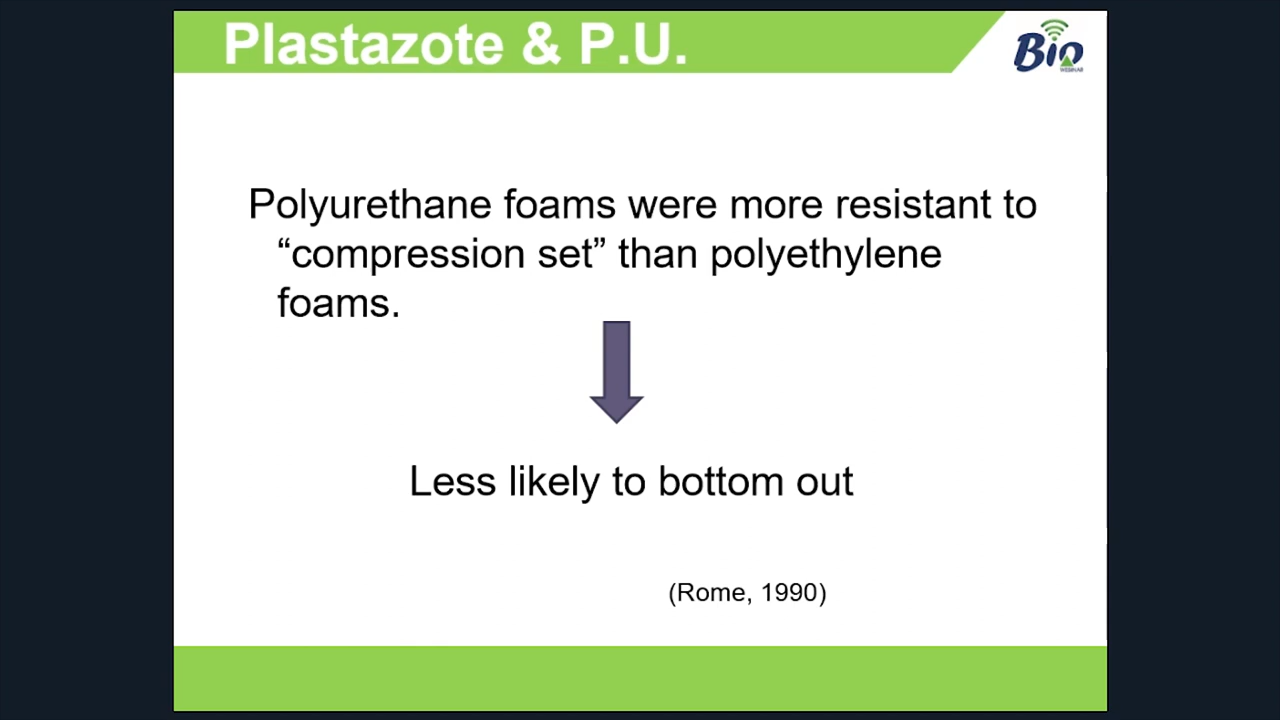 Plastazote & P.U.
Bio
WEBINAR
Polyurethane foams were more resistant to
“compression set” than polyethylene
foams.
Less likely to bottom out
(Rome, 1990)